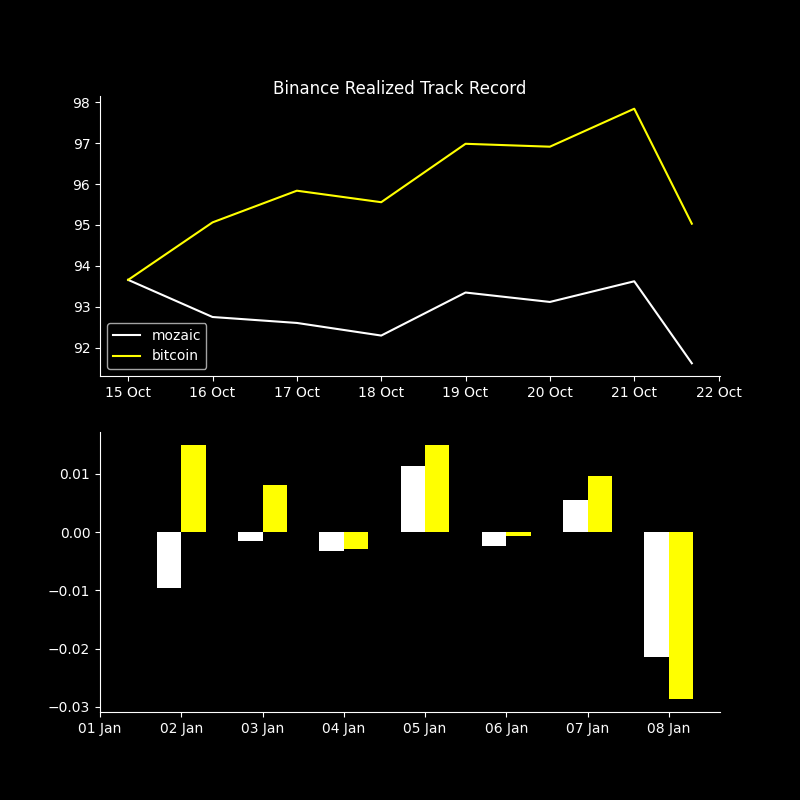 Binance Realized Track Record
98
97
96
95
94
93
92
mozaic
bitcoin
15 Oct 16 Oct 17 Oct 18 Oct 19 Oct 20 Oct 21 Oct 22 Oct
0.01
0.00
−0.01
−0.02
−0.03
01 Jan 02 Jan 03 Jan 04 Jan 05 Jan 06 Jan 07 Jan 08 Jan